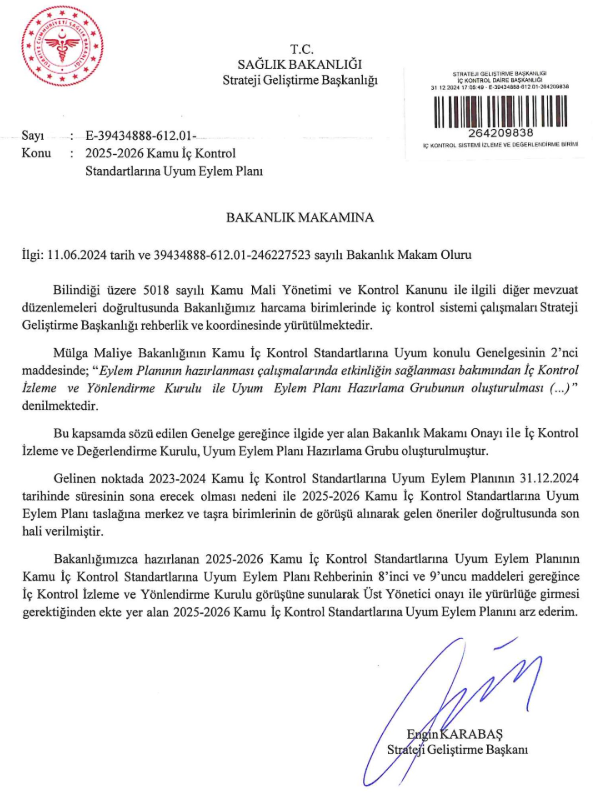 T.C.
SAĞLIK BAKANLIĞI
Strateji Geliştirme Başkanlığı
STRATEJİ GELİŞTİRME BAŞKANLIĞI
İÇ KONTROL DAİRE BAŞKANLIĞI
31.12.2024 17:05:49 - E-39434888-612.01-264209838
264209838
İÇ KONTROL SİSTEMİ İZLEME VE DEĞERLENDİRME BİRİMİ
Sayı : E-39434888-612.01-
Konu : 2025-2026 Kamu İç Kontrol
Standartlarına Uyum Eylem Planı
BAKANLIK MAKAMINA
İlgi: 11.06.2024 tarih ve 39434888-612.01-246227523 sayılı Bakanlık Makam Oluru
Bilindiği üzere 5018 sayılı Kamu Mali Yönetimi ve Kontrol Kanunu ile ilgili diğer mevzuat
düzenlemeleri doğrultusunda Bakanlığımız harcama birimlerinde iç kontrol sistemi çalışmaları Strateji
Geliştirme Başkanlığı rehberlik ve koordinesinde yürütülmektedir.
Mülga Maliye Bakanlığının Kamu İç Kontrol Standartlarına Uyum konulu Genelgesinin 2’nci
maddesinde; “Eylem Planının hazırlanması çalışmalarında etkinliğin sağlanması bakımından İç Kontrol
İzleme ve Yönlendirme Kurulu ile Uyum Eylem Planı Hazırlama Grubunun oluşturulması (...)”
denilmektedir.
Bu kapsamda sözü edilen Genelge gereğince ilgide yer alan Bakanlık Makamı Onayı ile İç Kontrol
İzleme ve Değerlendirme Kurulu, Uyum Eylem Planı Hazırlama Grubu oluşturulmuştur.
Gelinen noktada 2023-2024 Kamu İç Kontrol Standartlarına Uyum Eylem Planının 31.12.2024
tarihinde süresinin sona erecek olması nedeni ile 2025-2026 Kamu İç Kontrol Standartlarına Uyum
Eylem Planı taslağına merkez ve taşra birimlerinin de görüşü alınarak gelen öneriler doğrultusunda son
hali verilmiştir.
Bakanlığımızca hazırlanan 2025-2026 Kamu İç Kontrol Standartlarına Uyum Eylem Planının
Kamu İç Kontrol Standartlarına Uyum Eylem Planı Rehberinin 8’inci ve 9’uncu maddeleri gereğince
İç Kontrol İzleme ve Yönlendirme Kurulu görüşüne sunularak Üst Yönetici onayı ile yürürlüğe girmesi
gerektiğinden ekte yer alan 2025-2026 Kamu İç Kontrol Standartlarına Uyum Eylem Planını arz ederim.
Engin KARABAŞ
Strateji Geliştirme Başkanı